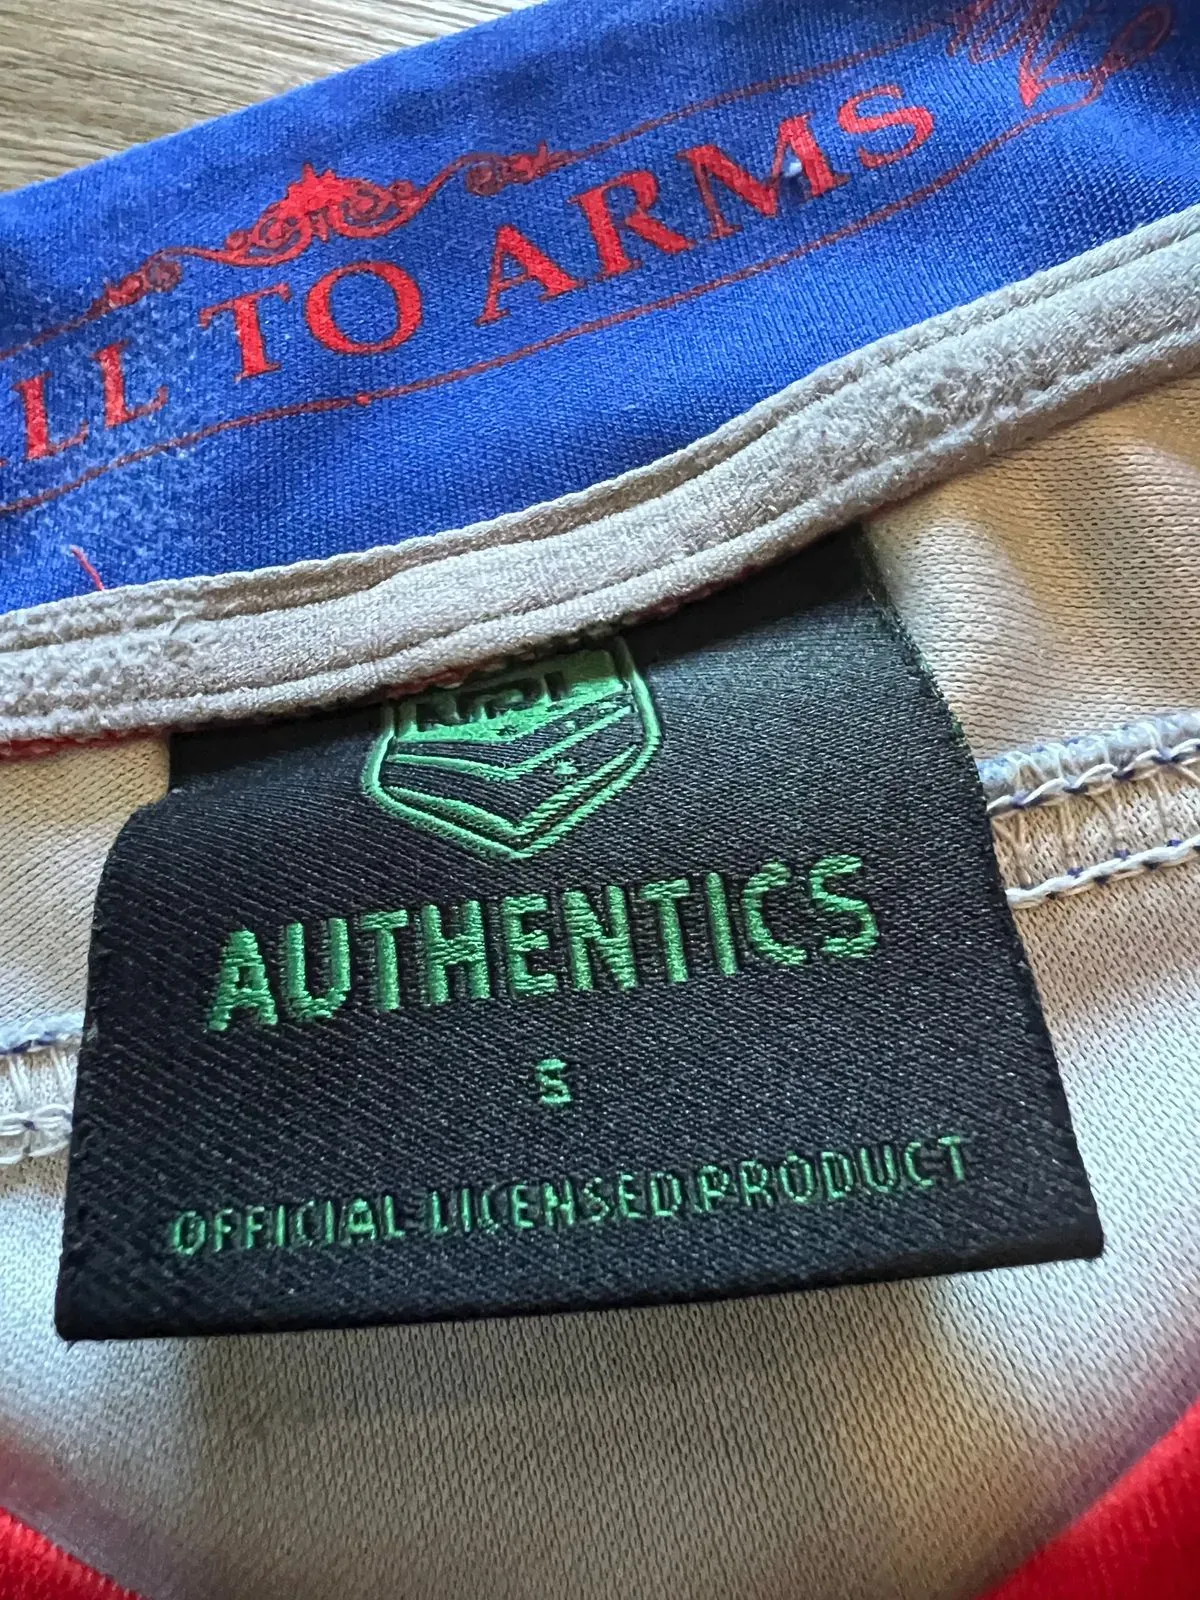 LL TO ARMS
AUTHENTICS
S
OFFICIAL LICENSED PRODUCT